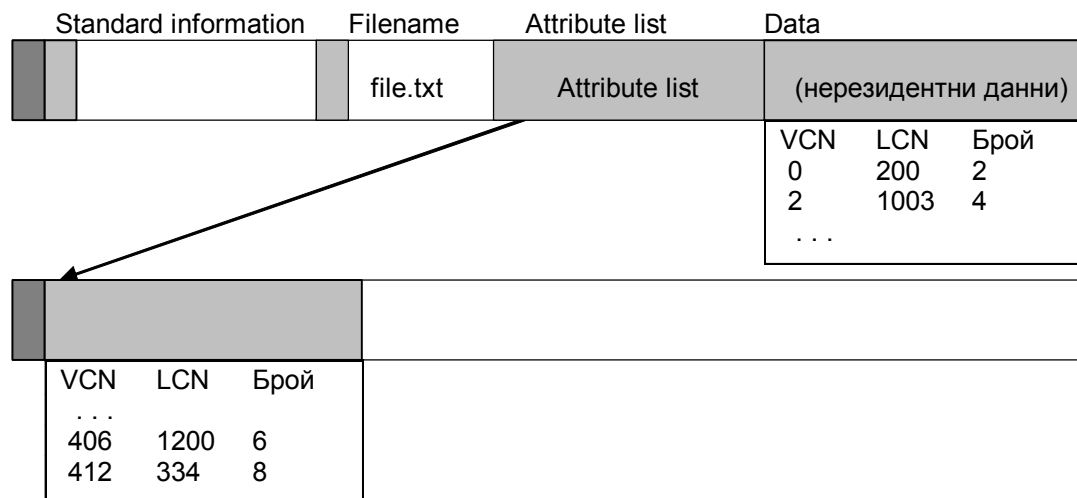 Standard information Filename Attribute list Data
file.txt Attribute list (нерезидентни данни)
VCN LCN Брой
0 200 2
2 1003 4
. . .
VCN LCN Брой
. . .
406 1200 6
412 334 8